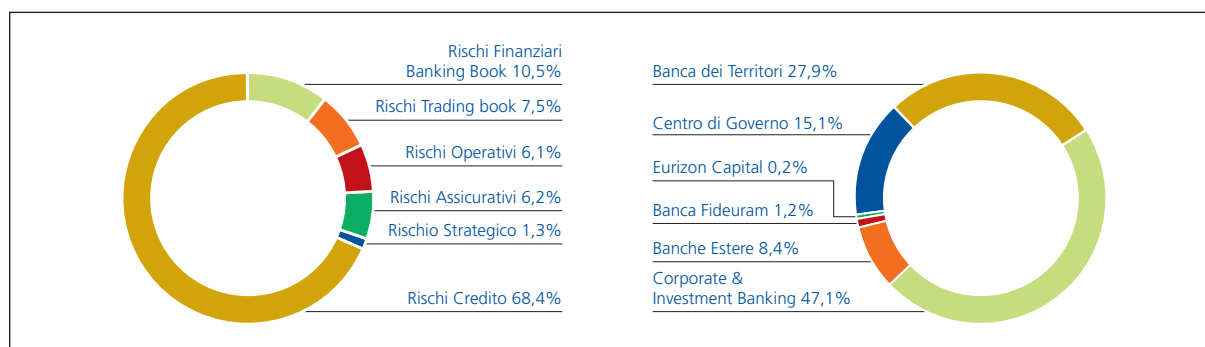 Rischi Finanziari
Banking Book 10,5%
Rischi Trading book 7,5%
Rischi Operativi 6,1%
Rischi Assicurativi 6,2%
Rischio Strategico 1,3%
Rischi Credito 68,4%
Banca dei Territori 27,9%
Centro di Governo 15,1%
Eurizon Capital 0,2%
Banca Fideuram 1,2%
Banche Estere 8,4%
Corporate &
Investment Banking 47,1%